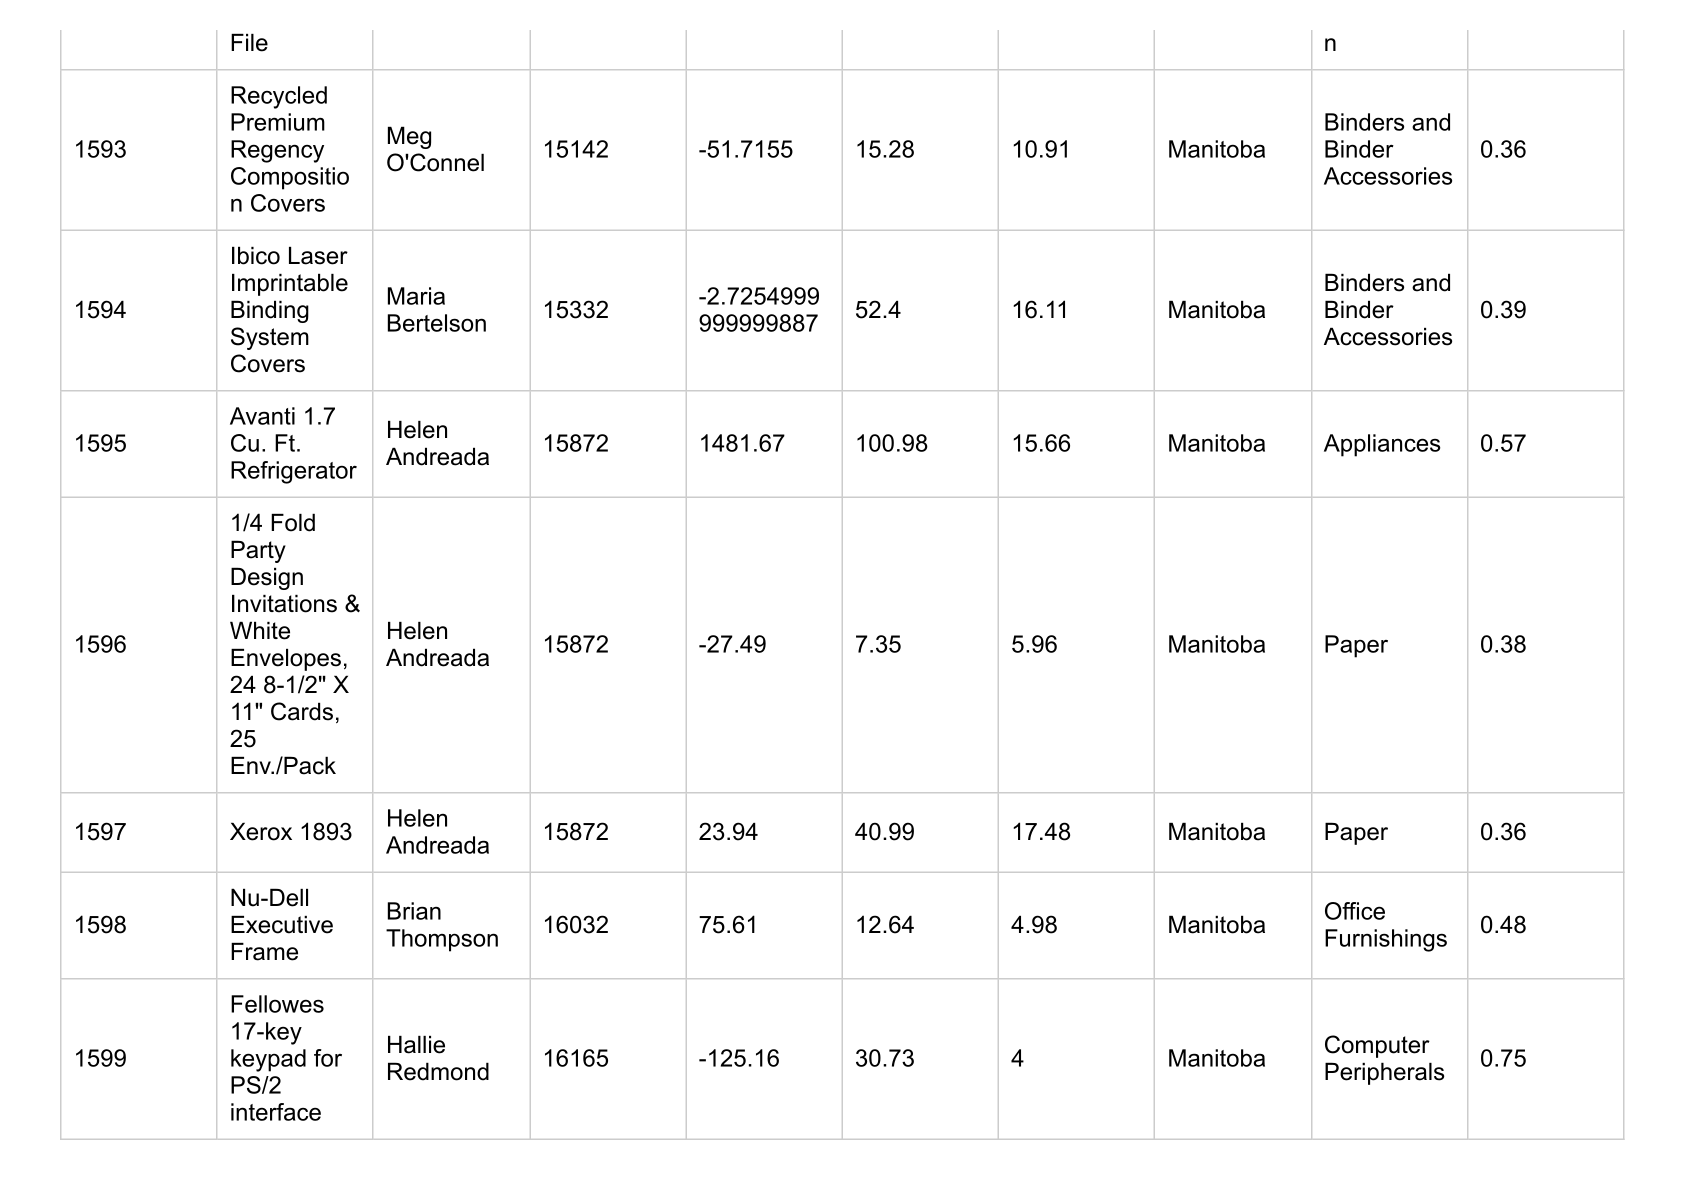 File n
1593 Recycled Premium Regency Compositio n Covers Meg O'Connel 15142 -51.7155 15.28 10.91 Manitoba Binders and Binder Accessories 0.36
1594 Ibico Laser Imprintable Binding System Covers Maria Bertelson 15332 -2.7254999 999999887 52.4 16.11 Manitoba Binders and Binder Accessories 0.39
1595 Avanti 1.7 Cu. Ft. Refrigerator Helen Andreada 15872 1481.67 100.98 15.66 Manitoba Appliances 0.57
1596 1/4 Fold Party Design Invitations & White Envelopes, 24 8-1/2" X 11" Cards, 25 Env./Pack Helen Andreada 15872 -27.49 7.35 5.96 Manitoba Paper 0.38
1597 Xerox 1893 Helen Andreada 15872 23.94 40.99 17.48 Manitoba Paper 0.36
1598 Nu-Dell Executive Frame Brian Thompson 16032 75.61 12.64 4.98 Manitoba Office Furnishings 0.48
1599 Fellowes 17-key keypad for PS/2 interface Hallie Redmond 16165 -125.16 30.73 4 Manitoba Computer Peripherals 0.75